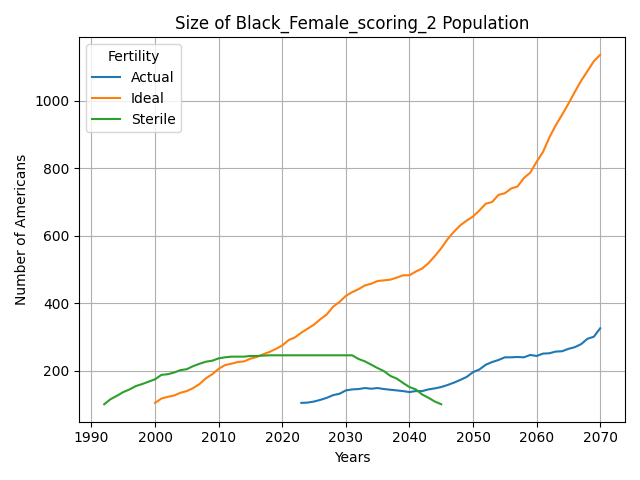 Size of Black_Female_scoring_2 Population
Fertility
Actual
Ideal
Sterile
Number of Americans
1000
800
600
400
200
1990 2000 2010 2020 2030 2040 2050 2060 2070
Years